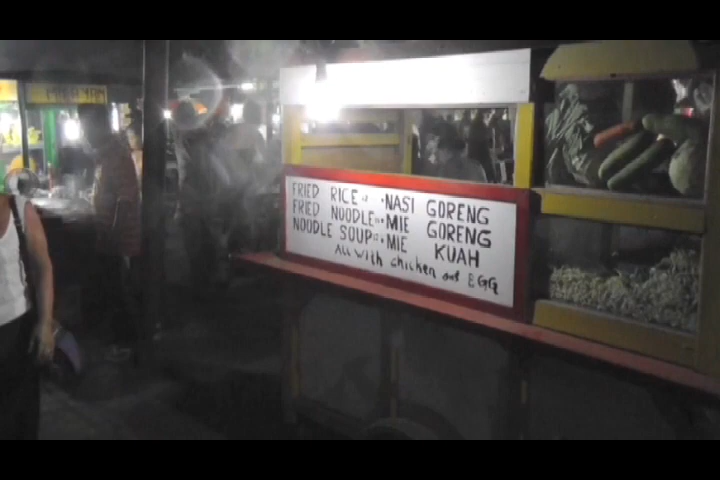 FRIED RICE = NASI GORENG
FRIED NOODLE = MIE GORENG
NOODLE SOUP = MIE KUAH
ALL with chicken and EGG